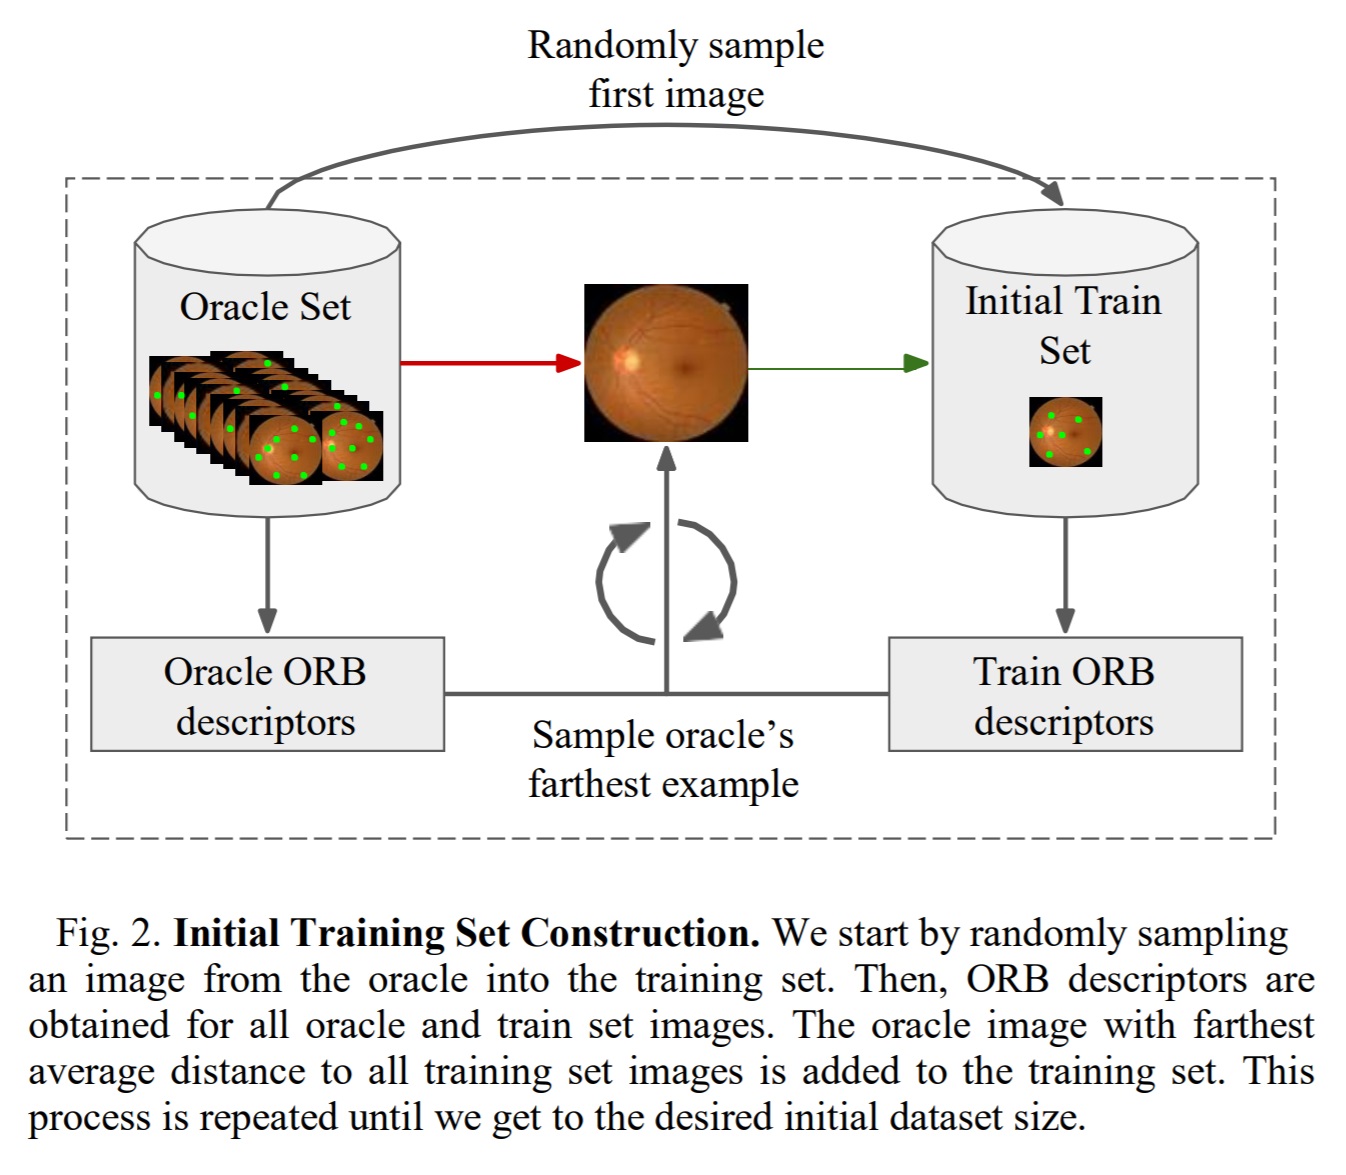 Randomly sample
first image
Oracle Set
Initial Train
Set
Oracle ORB
descriptors
Train ORB
descriptors
Sample oracle’s
farthest example
Fig. 2. Initial Training Set Construction. We start by randomly sampling
an image from the oracle into the training set. Then, ORB descriptors are
obtained for all oracle and train set images. The oracle image with farthest
average distance to all training set images is added to the training set. This
process is repeated until we get to the desired initial dataset size.